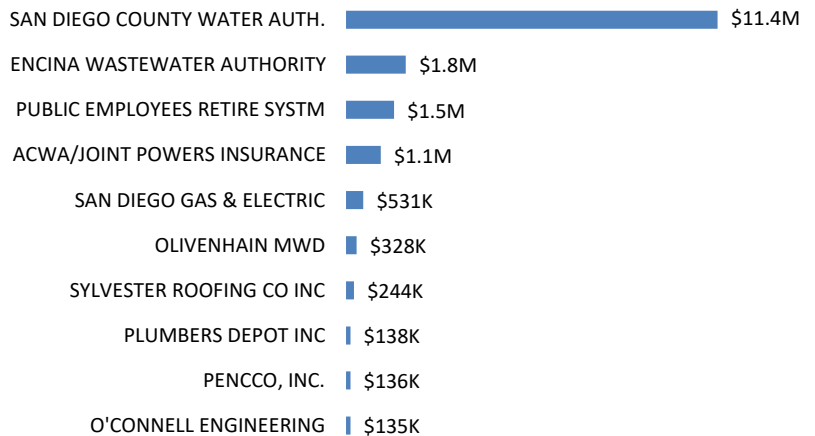 SAN DIEGO COUNTY WATER AUTH. $11.4M
ENCINA WASTEWATER AUTHORITY $1.8M
PUBLIC EMPLOYEES RETIRE SYSTM $1.5M
ACWA/JOINT POWERS INSURANCE $1.1M
SAN DIEGO GAS & ELECTRIC $531K
OLIVENHAIN MWD $328K
SYLVESTER ROOFING CO INC $244K
PLUMBERS DEPOT INC $138K
PENCCO, INC. $136K
O'CONNELL ENGINEERING $135K